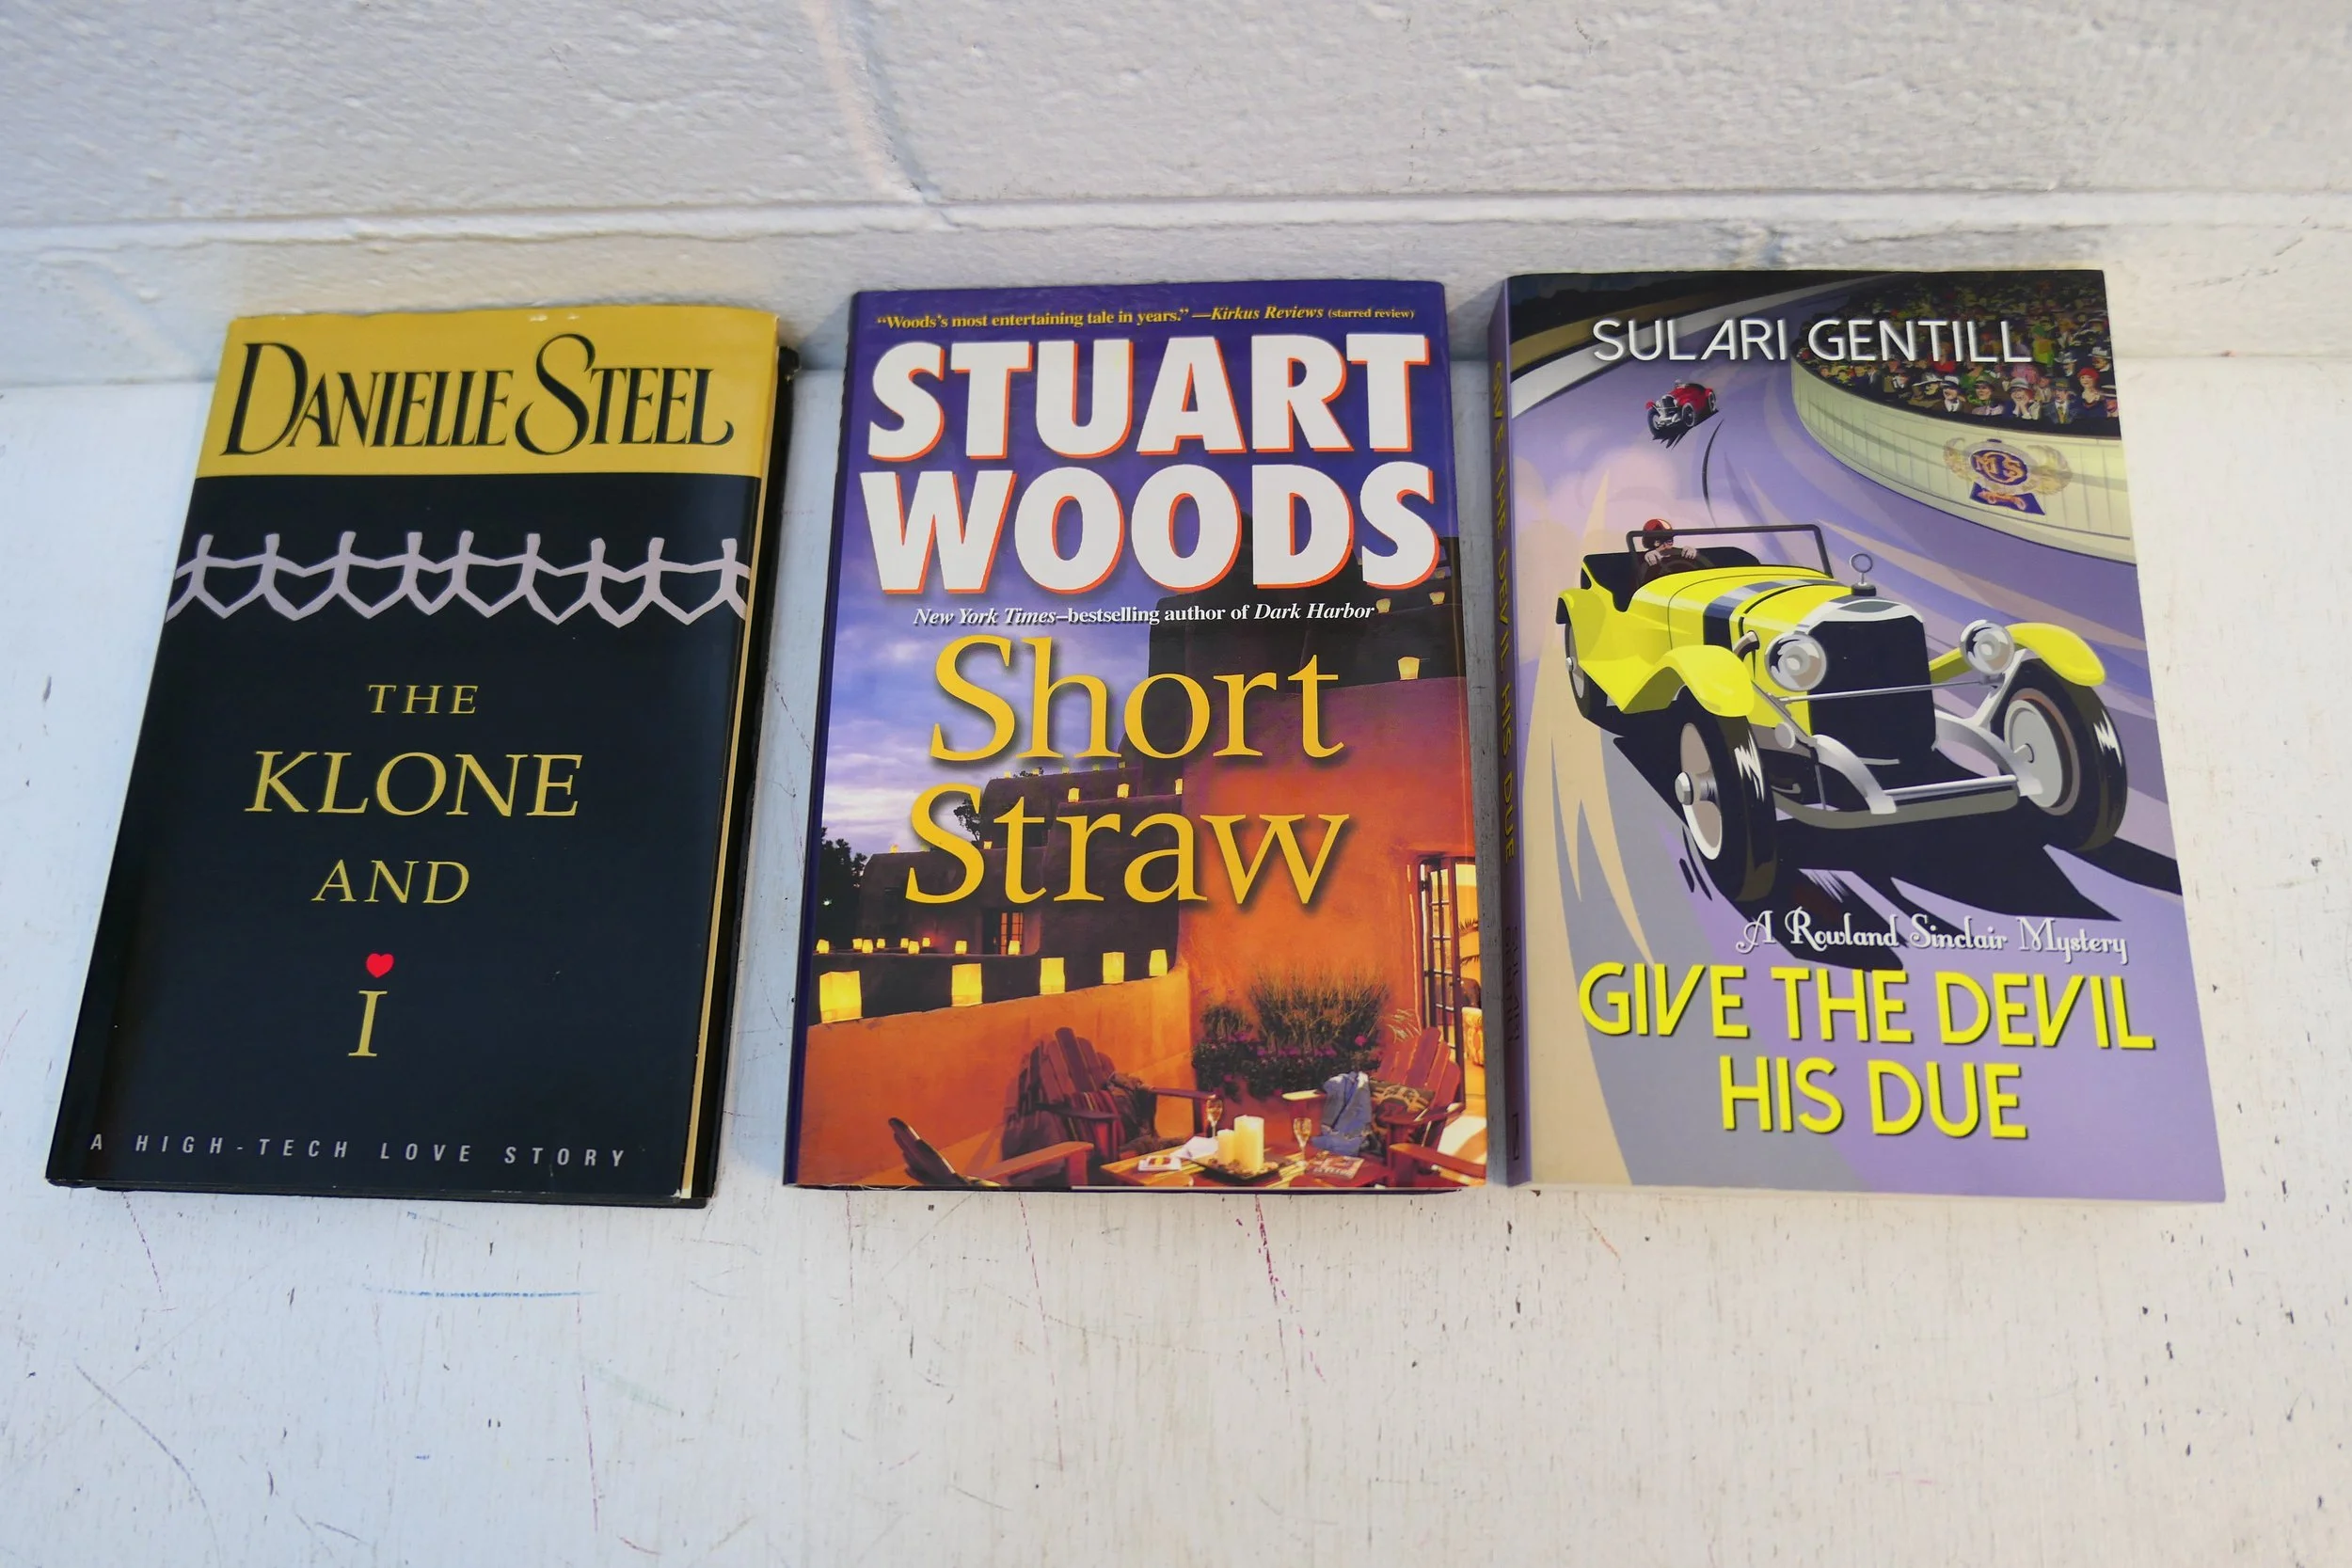 DANIELLE STEEL
THE
KLONE
AND
I
A HIGH-TECH LOVE STORY
"Woods's most entertaining tale in years." —Kirkus Reviews (starred review)
STUART
WOODS
New York Times–bestselling author of Dark Harbor
Short
Straw
GIVE THE DEVIL HIS DUE
SULARI GENTILL
MCS
A Rowland Sinclair Mystery
GIVE THE DEVIL
HIS DUE